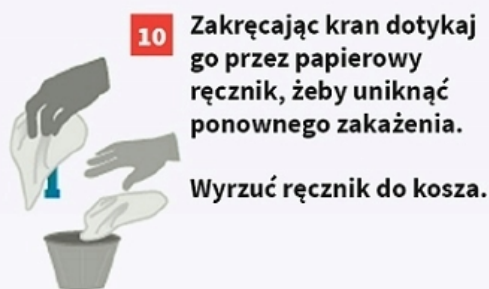 10
Zakręcając kran dotykaj
go przez papierowy
ręcznik, żeby uniknąć
ponownego zakażenia.
Wyrzuć ręcznik do kosza.